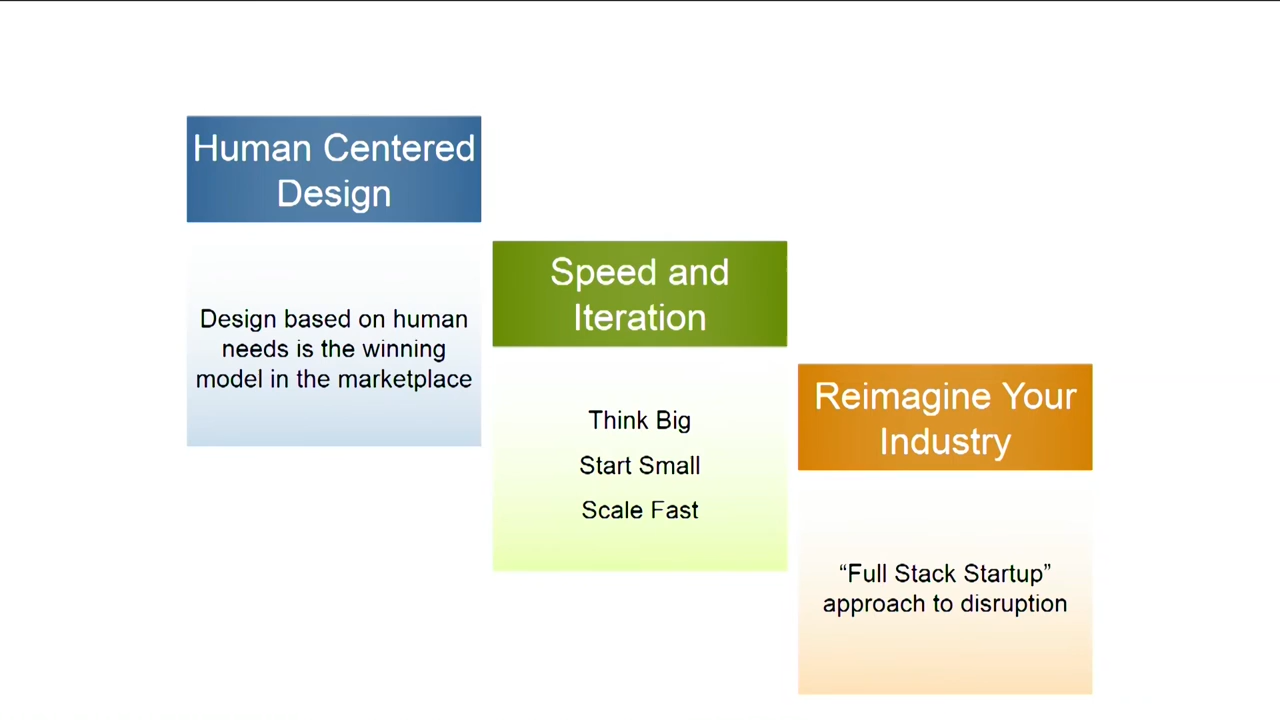 Human Centered
Design
Design based on human
needs is the winning
model in the marketplace
Speed and
Iteration
Think Big
Start Small
Scale Fast
Reimagine Your
Industry
“Full Stack Startup”
approach to disruption